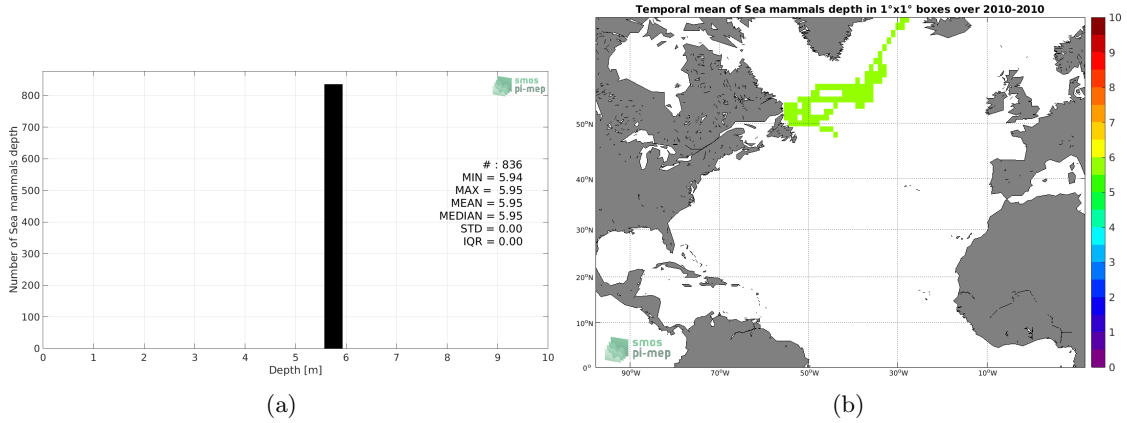 smos
pi-mep
Number of Sea mammals depth
800
700
600
500
400
300
200
100
0
# : 836
MIN = 5.94
MAX = 5.95
MEAN = 5.95
MEDIAN = 5.95
STD = 0.00
IQR = 0.00
0 1 2 3 4 5 6 7 8 9 10
Depth [m]
(a)
Temporal mean of Sea mammals depth in 1°x1° boxes over 2010-2010
50°N
40°N
30°N
20°N
10°N
0°
90°W 70°W 50°W 30°W 10°W
smos
pi-mep
10
9
8
7
6
5
4
3
2
1
0
(b)